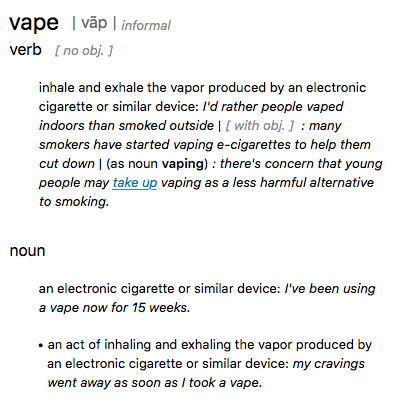 vape | vāp | informal
verb [ no obj. ]
inhale and exhale the vapor produced by an electronic
cigarette or similar device: I'd rather people vaped
indoors than smoked outside | [ with obj. ] : many
smokers have started vaping e-cigarettes to help them
cut down | (as noun vaping) : there's concern that young
people may take up vaping as a less harmful alternative
to smoking.
noun
an electronic cigarette or similar device: I've been using
a vape now for 15 weeks.
• an act of inhaling and exhaling the vapor produced by
an electronic cigarette or similar device: my cravings
went away as soon as I took a vape.